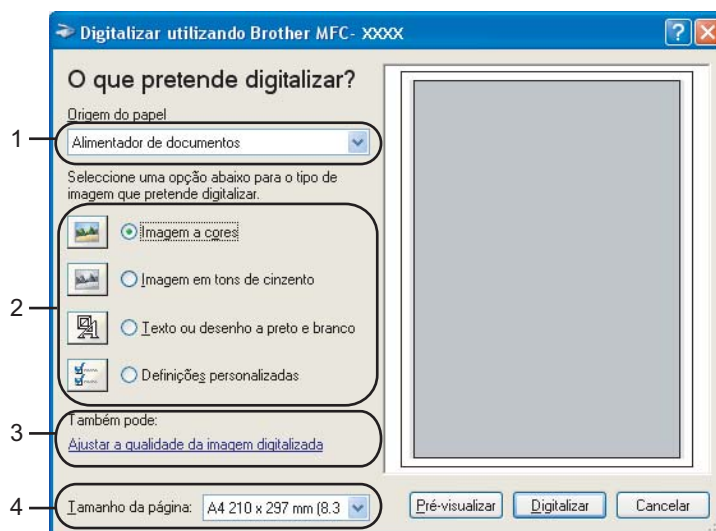 Digitalizar utilizando Brother MFC- XXXX
O que pretende digitalizar?
Origem do papel
1
Alimentador de documentos
Seleccione uma opção abaixo para o tipo de
imagem que pretende digitalizar.
Imagem a cores
Imagem em tons de cinzento
2
Texto ou desenho a preto e branco
Definições personalizadas
Também pode:
3
Ajustar a qualidade da imagem digitalizada
4
Tamanho da página: A4 210 x 297 mm (8.3
Pré-visualizar Digitalizar Cancelar